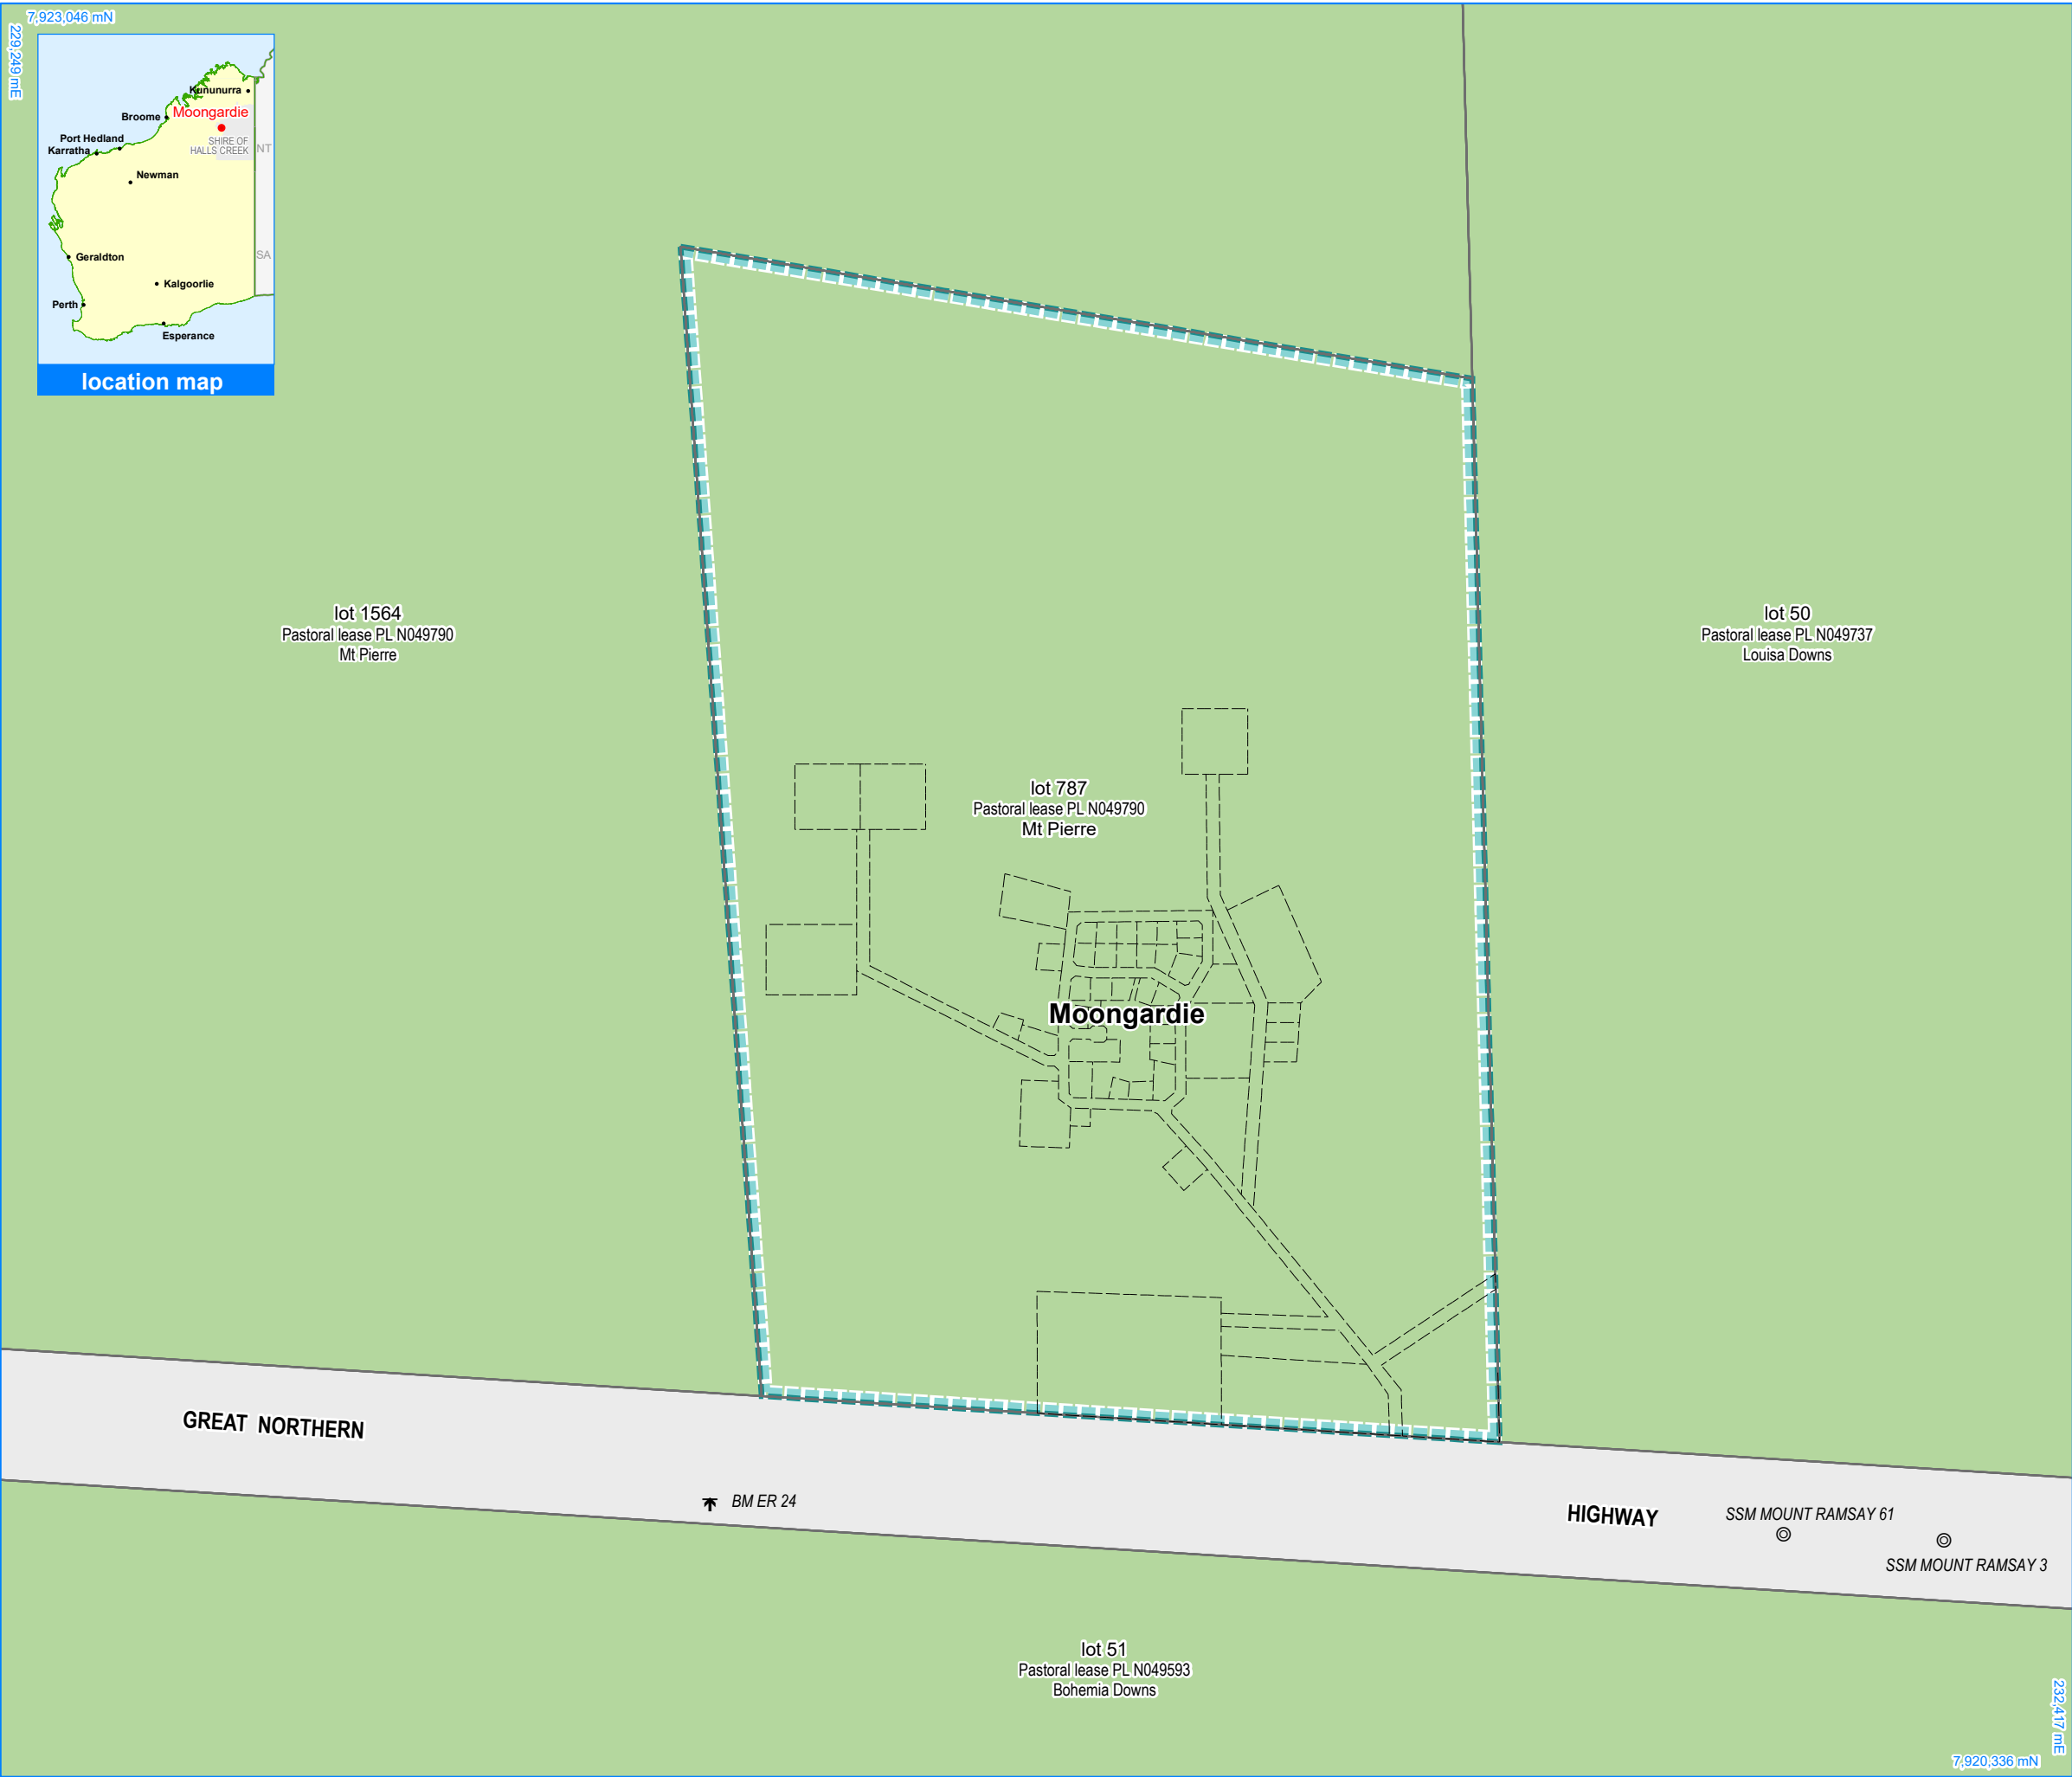 7,923,046 mN
229,249 mE
Kununurra
Moongardie
Broome
SHIRE OF
HALLS CREEK
NT
Port Hedland
Karratha
Newman
SA
Geraldton
Kalgoorlie
Perth
Esperance
location map
lot 1564
Pastoral lease PL N049790
Mt Pierre
lot 50
Pastoral lease PL N049737
Louisa Downs
lot 787
Pastoral lease PL N049790
Mt Pierre
Moongardie
GREAT NORTHERN
HIGHWAY
BM ER 24
SSM MOUNT RAMSAY 61
SSM MOUNT RAMSAY 3
lot 51
Pastoral lease PL N049593
Bohemia Downs
232,417 mE
7,920,336 mN